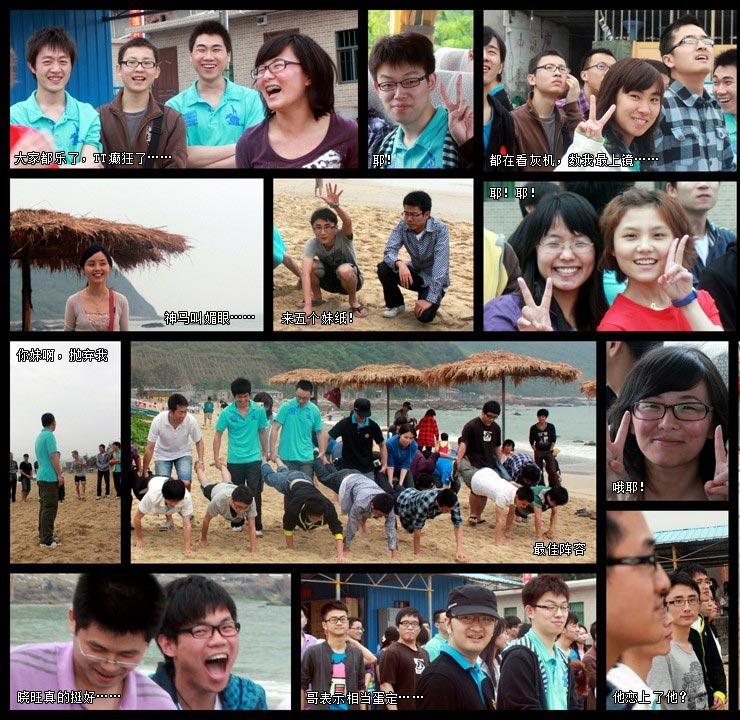 大家都乐了，TT癫狂了……
耶！
都在看灰机，数我最上镜……
神马叫媚眼……
来五个妹纸！
耶！耶！
你妹啊，抛弃我
最佳阵容
哦耶！
晓旺真的挺好……
哥表示相当蛋定……
他恋上了他？